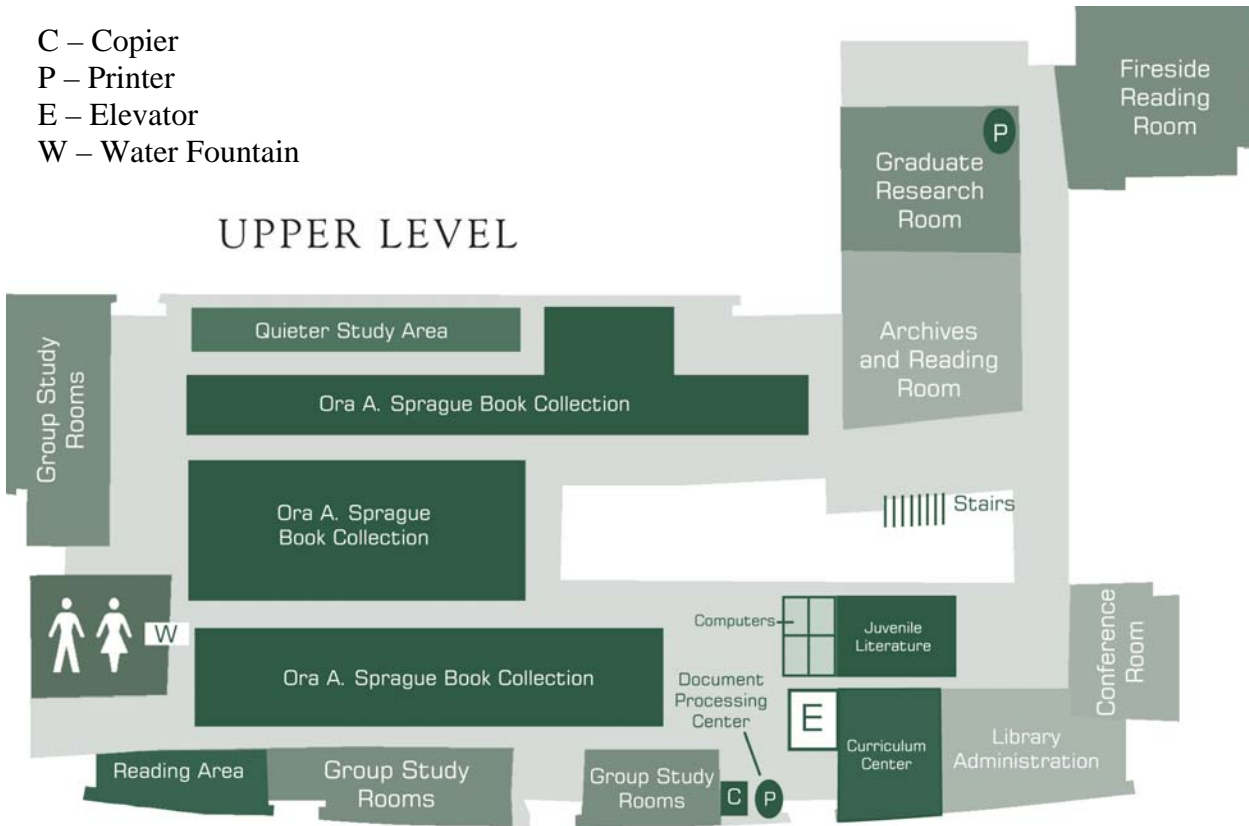 C – Copier
P – Printer
E – Elevator
W – Water Fountain
UPPER LEVEL
Fireside
Reading
Room
P
Graduate
Research
Room
Quieter Study Area
Archives
and Reading
Room
Group Study
Rooms
Ora A. Sprague Book Collection
Ora A. Sprague
Book Collection
Stairs
W
Computers
Juvenile
Literature
Conference
Room
Ora A. Sprague Book Collection
Document
Processing
Center
E
Curriculum
Center
Library
Administration
Reading Area
Group Study
Rooms
Group Study
Rooms
C
P